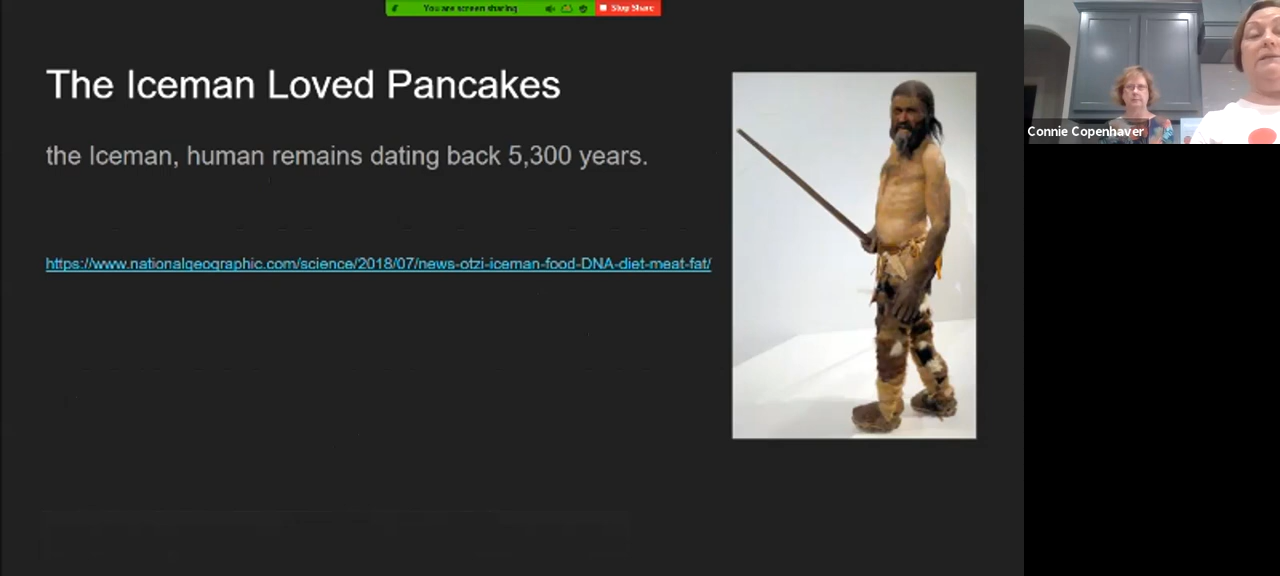 You are screen sharing
Stop Share
The Iceman Loved Pancakes
the Iceman, human remains dating back 5,300 years.
https://www.nationalgeographic.com/science/2018/07/news-otzi-iceman-food-DNA-diet-meat-fat/
Connie Copenhaver